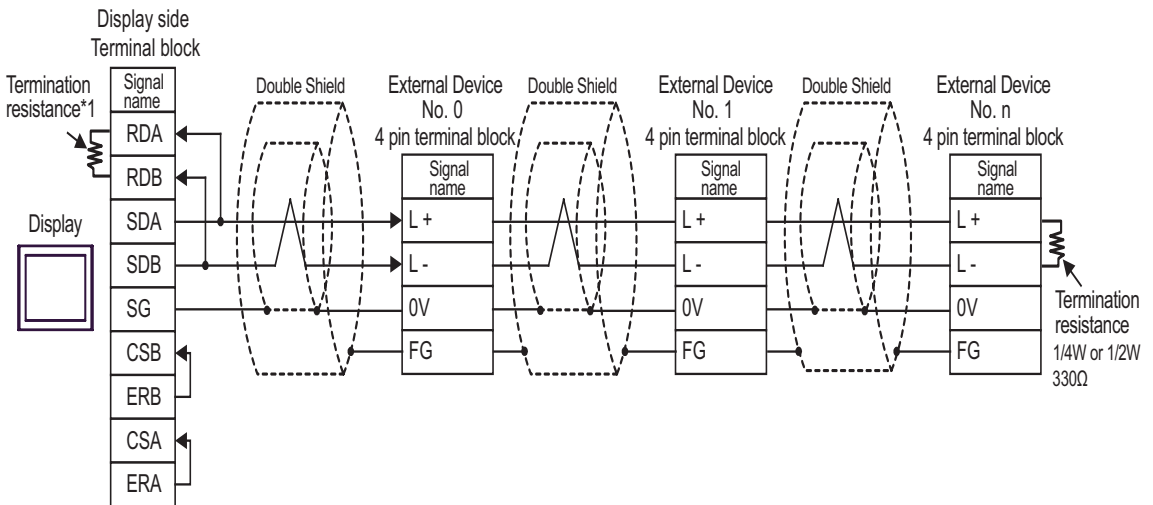 Display side
Terminal block
Termination
resistance*1
Signal
name
RDA
RDB
SDA
SDB
SG
CSB
ERB
CSA
ERA
Display
Double Shield
External Device
No. 0
4 pin terminal block
Signal
name
L +
L -
0V
FG
Double Shield
External Device
No. 1
4 pin terminal block
Signal
name
L +
L -
0V
FG
Double Shield
External Device
No. n
4 pin terminal block
Signal
name
L +
L -
0V
FG
Termination
resistance
1/4W or 1/2W
330Ω